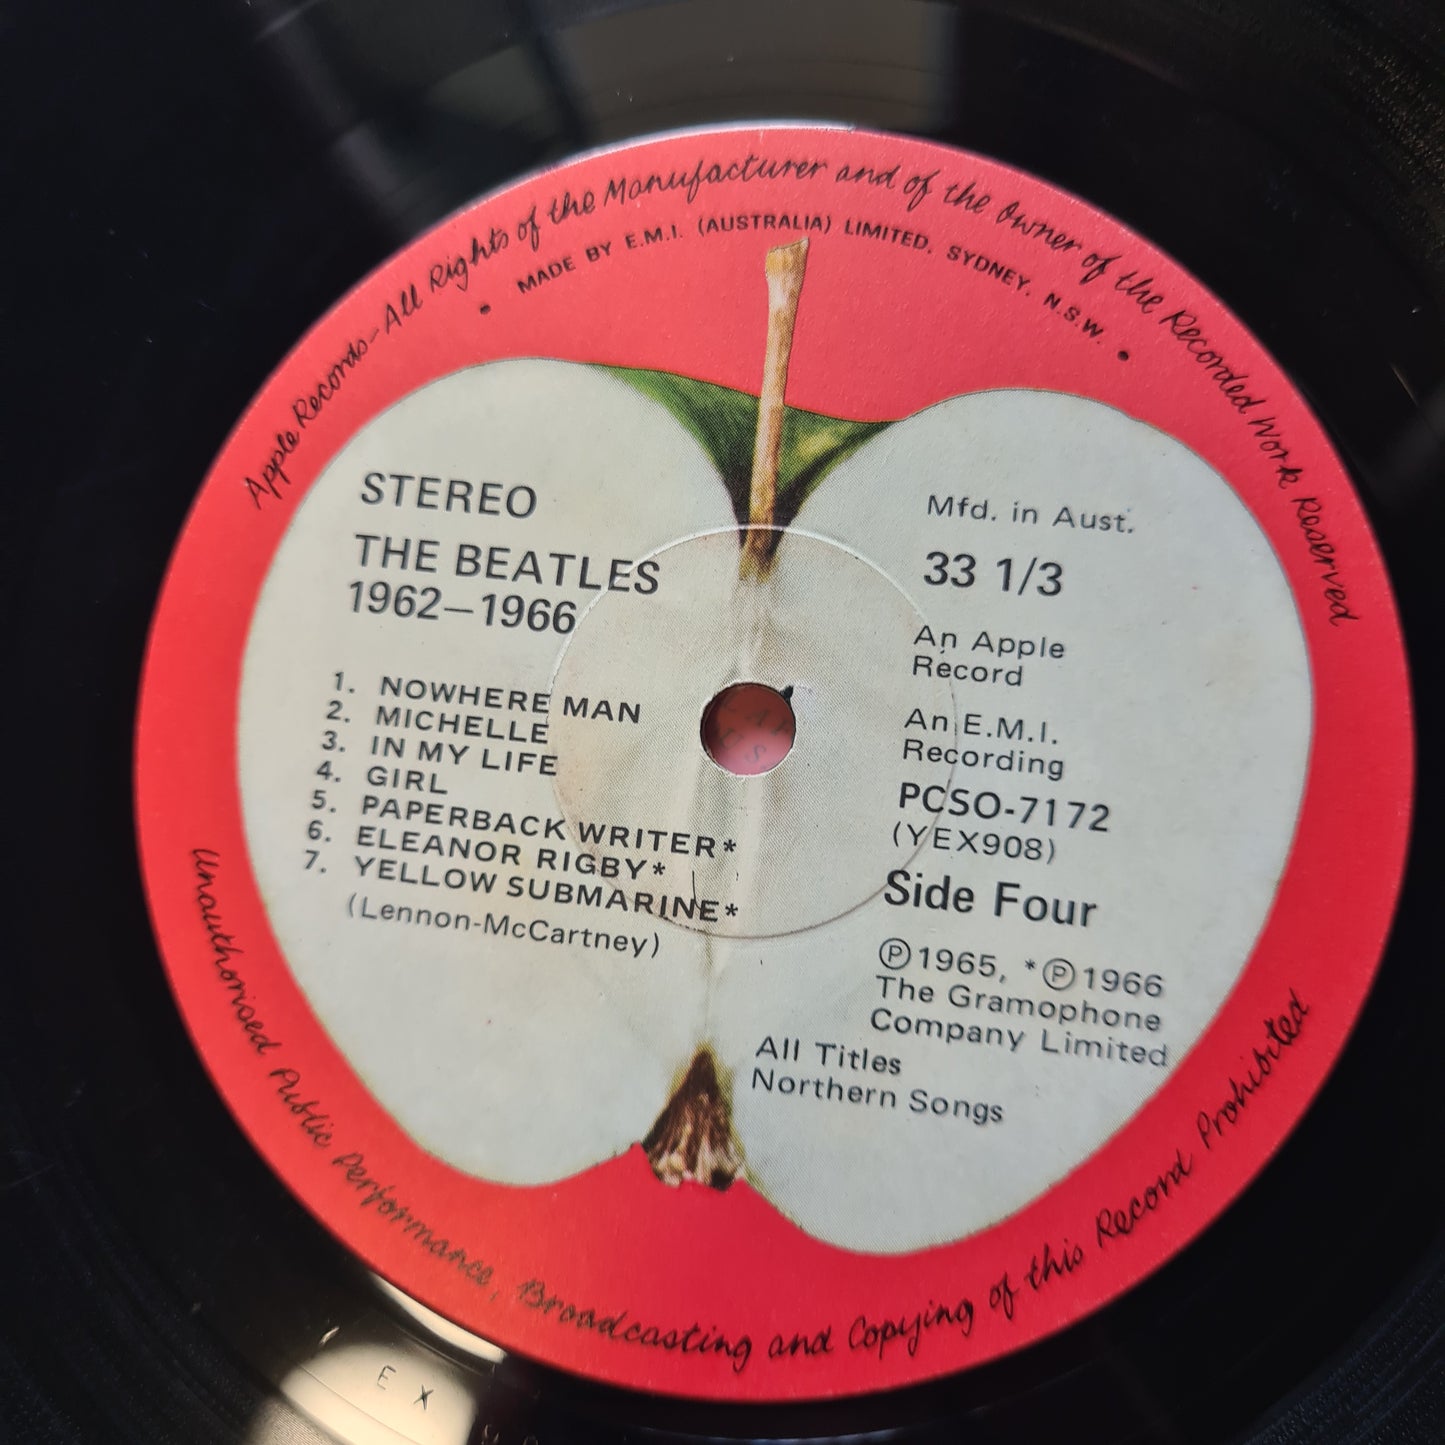 Apple Records-All Rights of the Manufacturer and of the Owner of the Recorded Work Reserved
• MADE BY E.M.I. (AUSTRALIA) LIMITED. SYDNEY. N.S.W. •
STEREO
THE BEATLES
1962–1966
1. NOWHERE MAN
2. MICHELLE
3. IN MY LIFE
4. GIRL
5. PAPERBACK WRITER*
6. ELEANOR RIGBY*
7. YELLOW SUBMARINE*
(Lennon-McCartney)
Mfd. in Aust.
33 1/3
An Apple
Record
An E.M.I.
Recording
PCSO-7172
(YEX908)
Side Four
Ⓟ1965, *Ⓟ1966
The Gramophone
Company Limited
All Titles
Northern Songs
Unauthorised Public Performance, Broadcasting and Copying of this Record Prohibited
E X